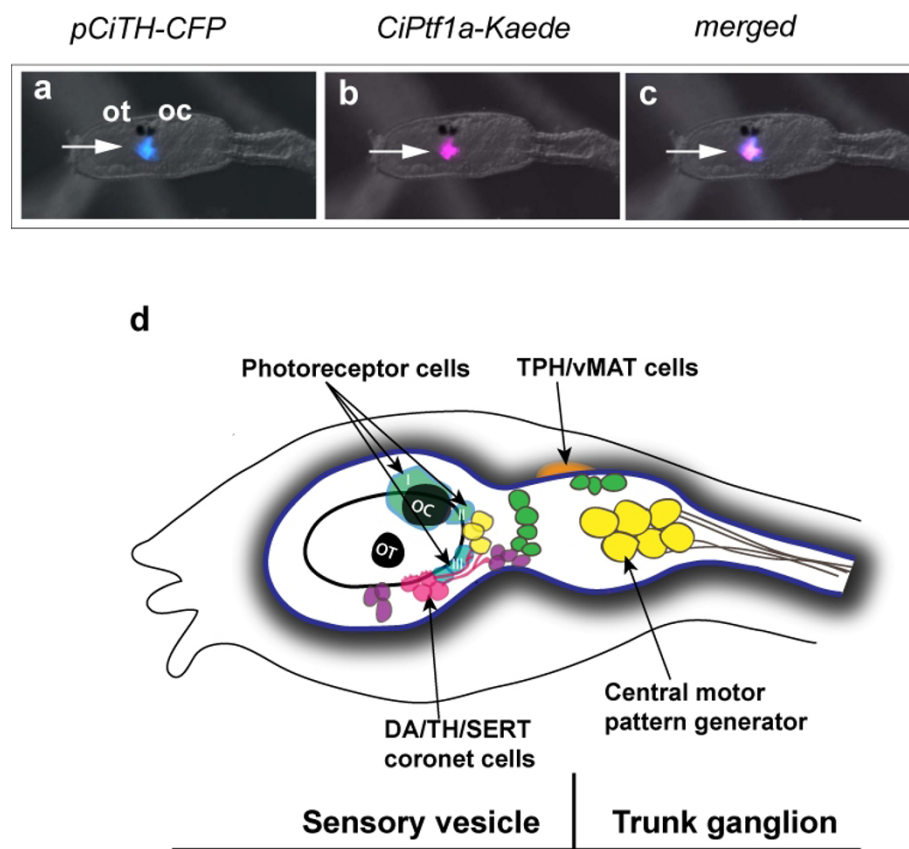 pCiTH-CFP CiPtf1a-Kaede merged
a ot oc b c
d
Photoreceptor cells TPH/vMAT cells
I
OC II
OT
III
DA/TH/SERT
coronet cells
Central motor
pattern generator
Sensory vesicle Trunk ganglion